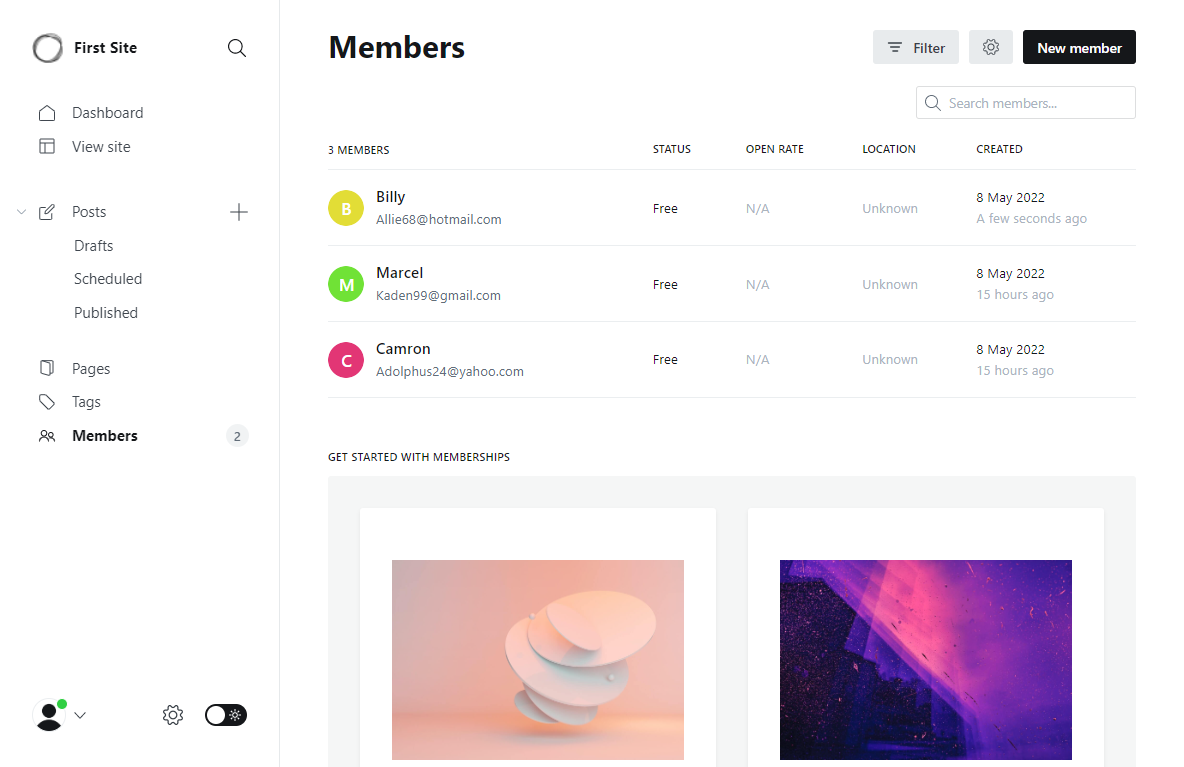 First Site
Dashboard
View site
Posts
Drafts
Scheduled
Published
Pages
Tags
Members
2
Members
Filter
New member
Search members...
3 MEMBERS STATUS OPEN RATE LOCATION CREATED
B Billy Allie68@hotmail.com Free N/A Unknown 8 May 2022 A few seconds ago
M Marcel Kaden99@gmail.com Free N/A Unknown 8 May 2022 15 hours ago
C Camron Adolphus24@yahoo.com Free N/A Unknown 8 May 2022 15 hours ago
GET STARTED WITH MEMBERSHIPS